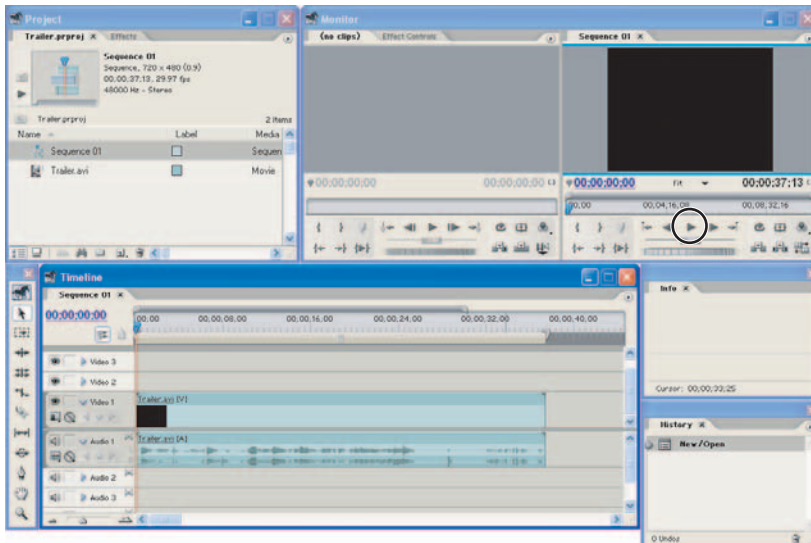 Project
Trailer.prproj × Effects
Sequence 01
Sequence, 720 x 480 (0.9)
00;00;37;13, 29.97 fps
48000 Hz - Stereo
Trailer.prproj
2 Items
Name Label Media
Sequence 01 Sequen
Trailer.avi Movie
Monitor
(no clips) Effect Controls
00;00;00;00 00;00;00;00
Sequence 01 ×
00;00;00;00 Fit 00;00;37;13
00;00 00;04;16;08 00;08;32;16
Timeline
Sequence 01 ×
00;00;00;00
00;00 00;00;08;00 00;00;16;00 00;00;24;00 00;00;32;00 00;00;40;00
Video 3
Video 2
Video 1 Trailer.avi [V]
Audio 1 Trailer.avi [A]
Audio 2
Audio 3
Info ×
Cursor: 00;00;33;25
History ×
New/Open
0 Undos